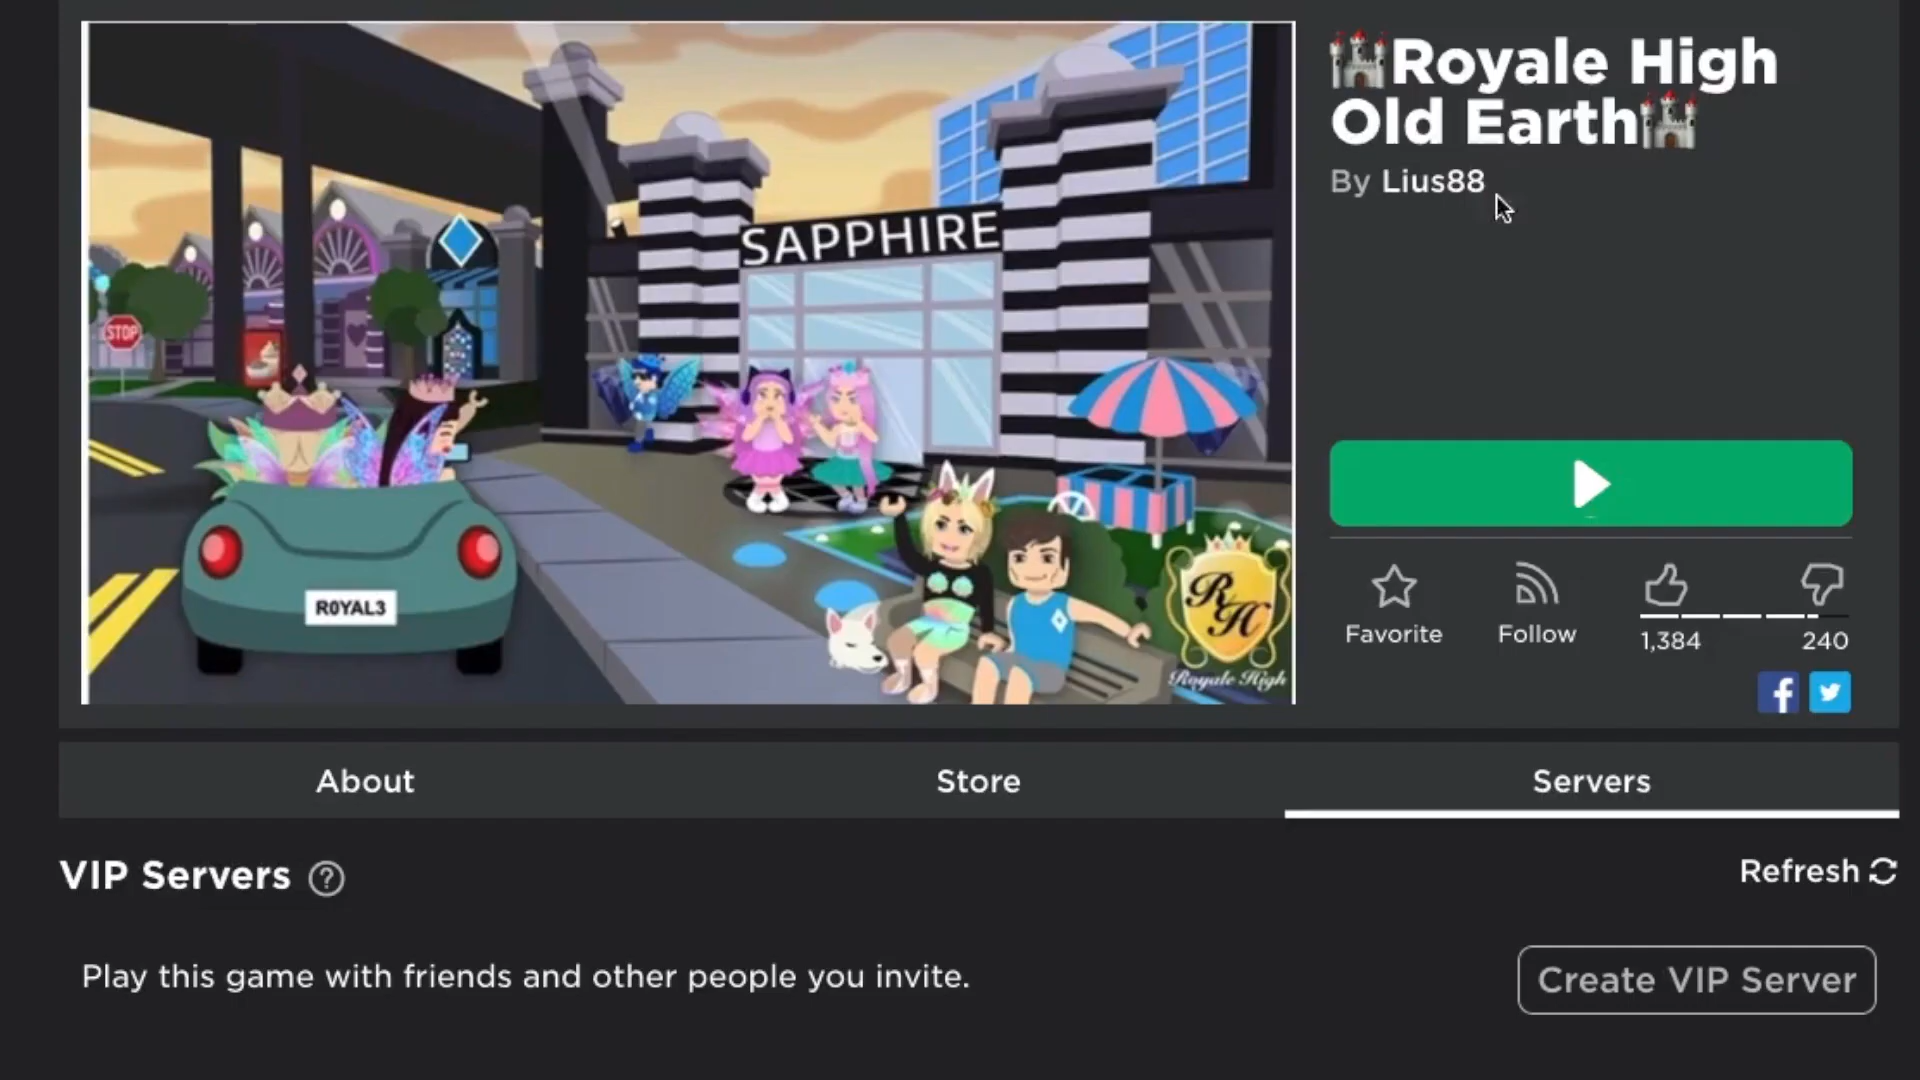 🏰Royale High
Old Earth🏰
By Lius88
SAPPHIRE
STOP
R0YAL3
RH
Royale High
Favorite
Follow
1,384
240
About
Store
Servers
VIP Servers ?
Refresh
Play this game with friends and other people you invite.
Create VIP Server